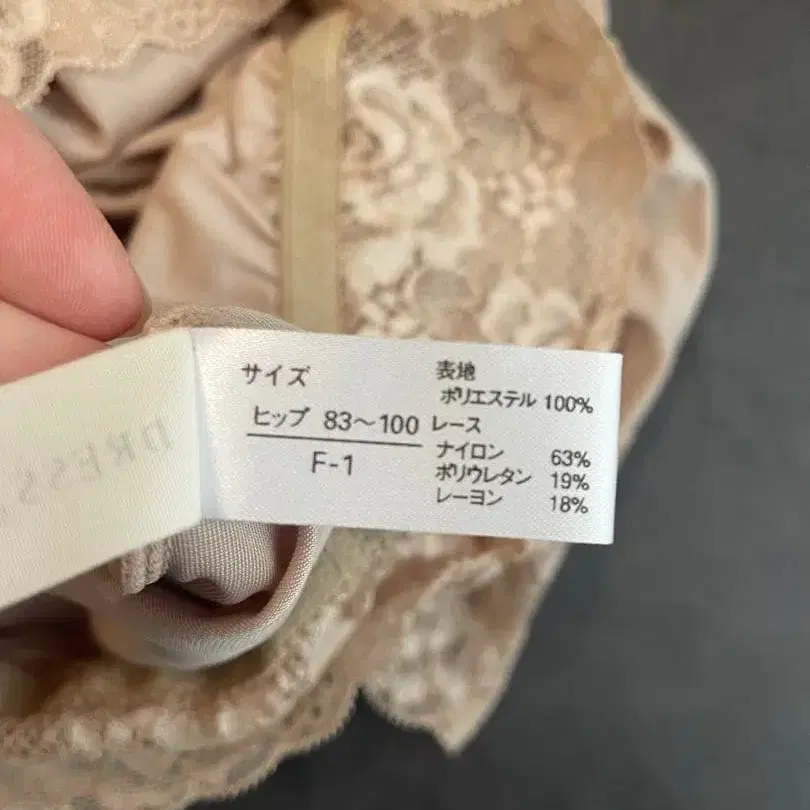 サイズ
ヒップ 83〜100
F-1
表地
ポリエステル 100%
レース
ナイロン 63%
ポリウレタン 19%
レーヨン 18%
DRESS